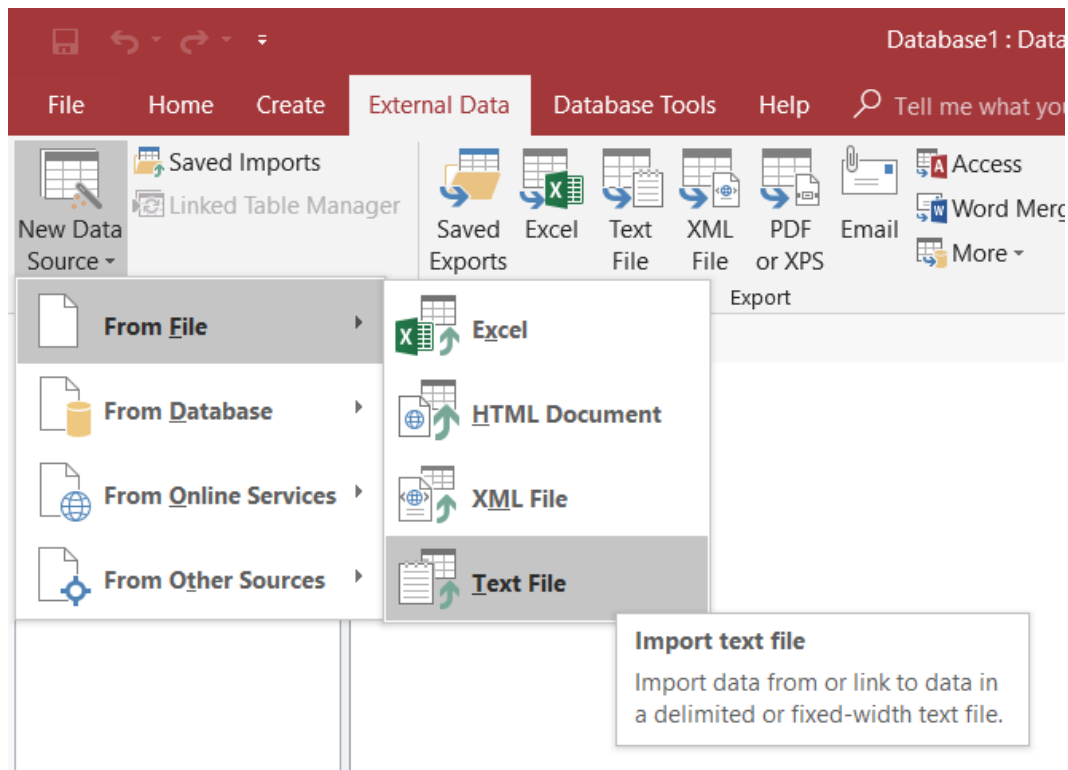 Database1 : Data
File Home Create External Data Database Tools Help Tell me what you
New Data
Source
Saved Imports
Linked Table Manager
Saved
Exports
Excel
Text
File
XML
File
PDF
or XPS
Email
Access
Word Merg
More
Export
From File
From Database
From Online Services
From Other Sources
Excel
HTML Document
XML File
Text File
Import text file
Import data from or link to data in
a delimited or fixed-width text file.